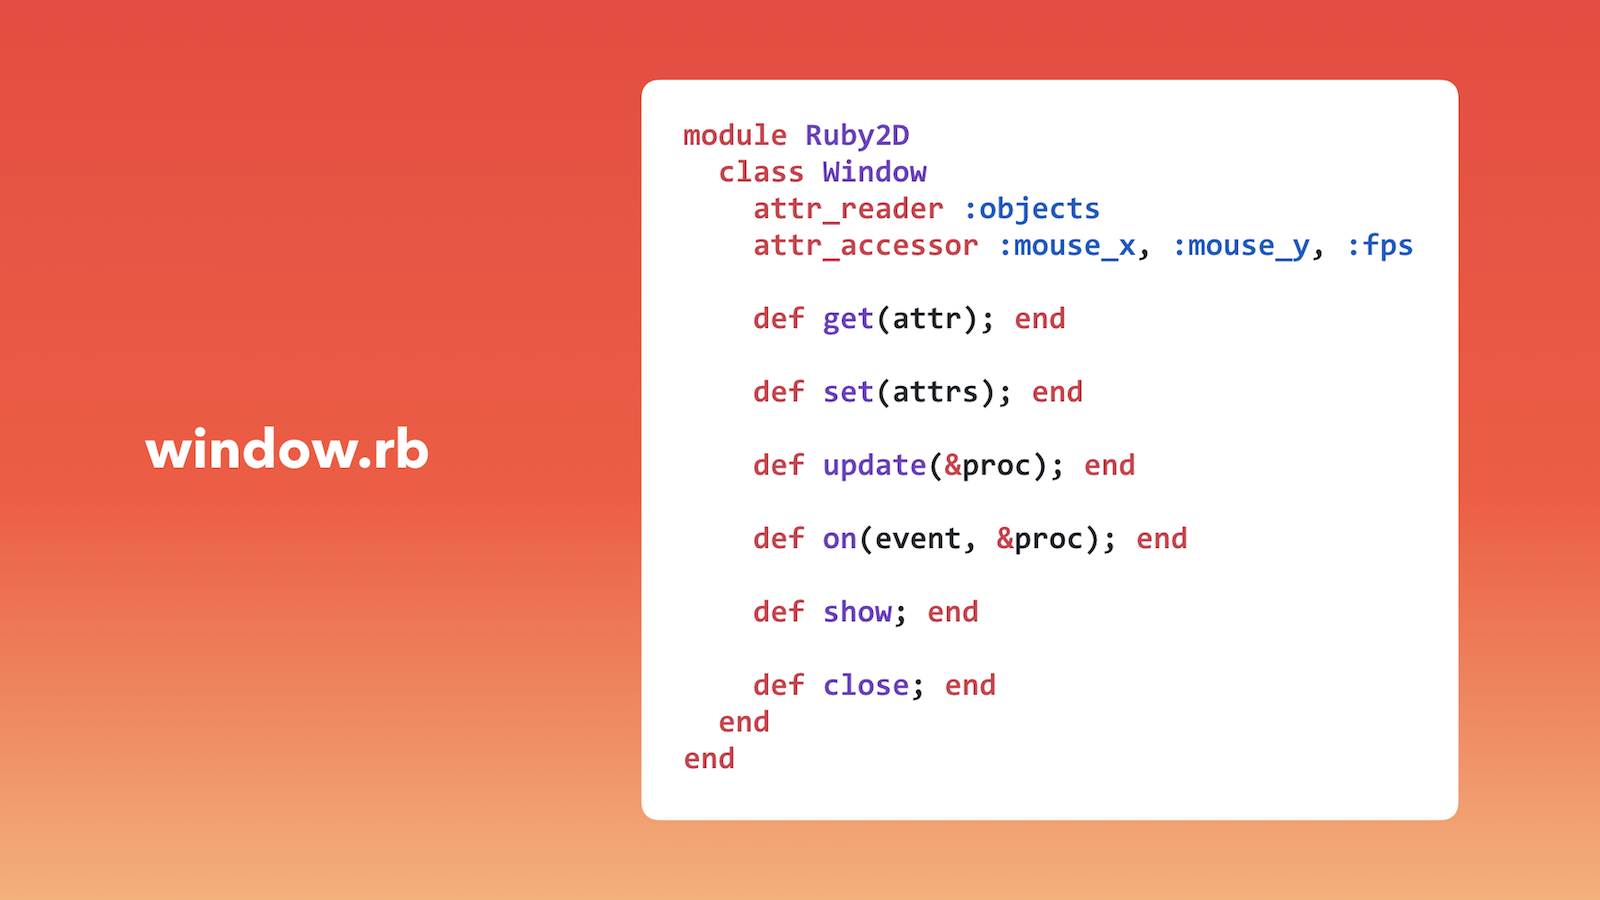 window.rb
module Ruby2D
  class Window
    attr_reader :objects
    attr_accessor :mouse_x, :mouse_y, :fps

    def get(attr); end

    def set(attrs); end

    def update(&proc); end

    def on(event, &proc); end

    def show; end

    def close; end
  end
end